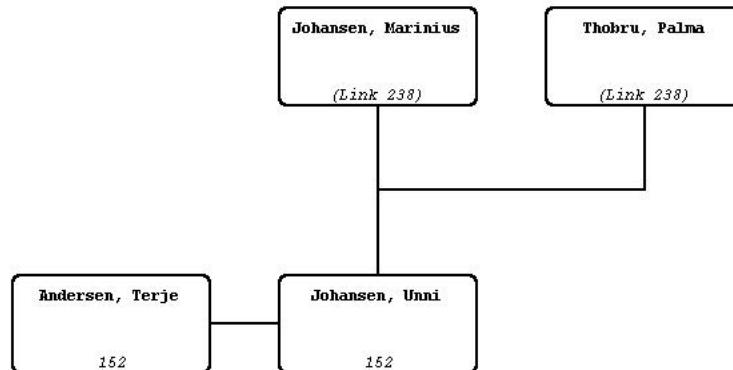 Johansen, Marinius
(Link 238)
Thobru, Palma
(Link 238)
Andersen, Terje
152
Johansen, Unni
152